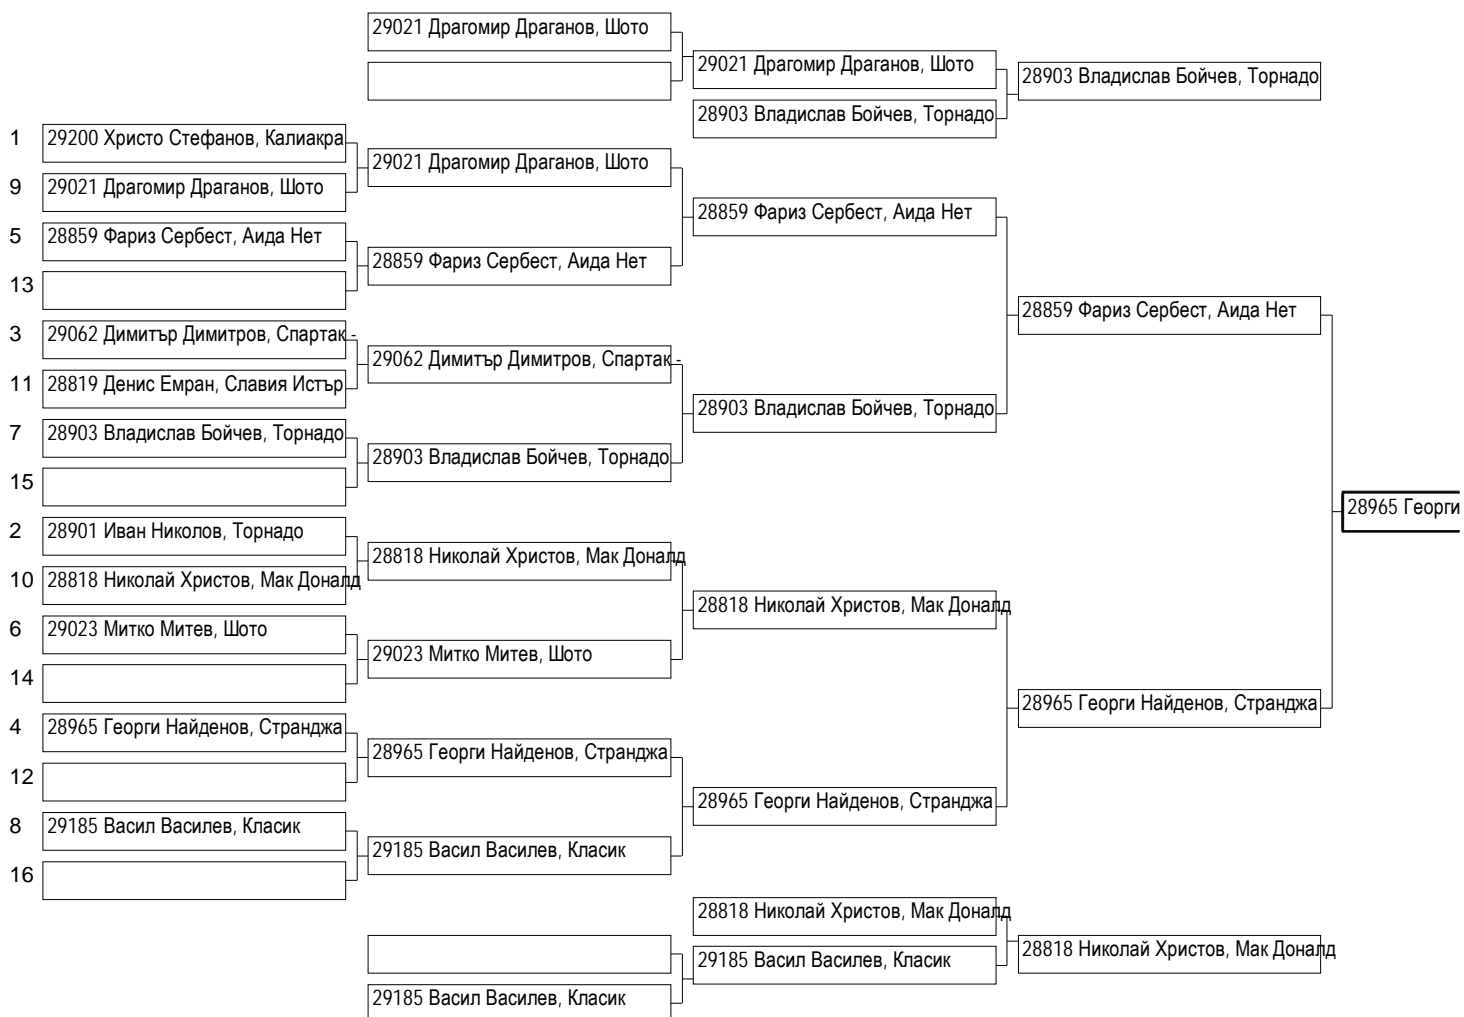 29021 Драгомир Драганов, Шото
29021 Драгомир Драганов, Шото
28903 Владислав Бойчев, Торнадо
28903 Владислав Бойчев, Торнадо
1 29200 Христо Стефанов, Калиакра
9 29021 Драгомир Драганов, Шото
5 28859 Фариз Сербест, Аида Нет
13
3 29062 Димитър Димитров, Спартак -
11 28819 Денис Емран, Славия Истър
7 28903 Владислав Бойчев, Торнадо
15
2 28901 Иван Николов, Торнадо
10 28818 Николай Христов, Мак Доналд
6 29023 Митко Митев, Шото
14
4 28965 Георги Найденов, Странджа
12
8 29185 Васил Василев, Класик
16
29021 Драгомир Драганов, Шото
28859 Фариз Сербест, Аида Нет
29062 Димитър Димитров, Спартак -
28903 Владислав Бойчев, Торнадо
28818 Николай Христов, Мак Доналд
29023 Митко Митев, Шото
28965 Георги Найденов, Странджа
29185 Васил Василев, Класик
28859 Фариз Сербест, Аида Нет
28903 Владислав Бойчев, Торнадо
28818 Николай Христов, Мак Доналд
28965 Георги Найденов, Странджа
28859 Фариз Сербест, Аида Нет
28965 Георги Найденов, Странджа
28965 Георги
28818 Николай Христов, Мак Доналд
29185 Васил Василев, Класик
28818 Николай Христов, Мак Доналд
29185 Васил Василев, Класик